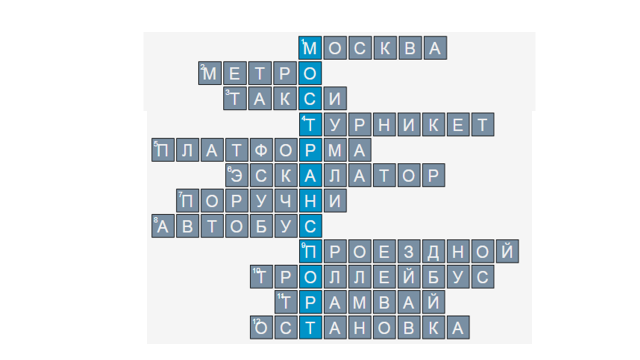 1МОСКВА
2МЕТРО
3ТАКСИ
4ТУРНИКЕТ
5ПЛАТФОРМА
6ЭСКАЛАТОР
7ПОРУЧНИ
8АВТОБУС
9ПРОЕЗДНОЙ
10ТРОЛЛЕЙБУС
11ТРАМВАЙ
12ОСТАНОВКА